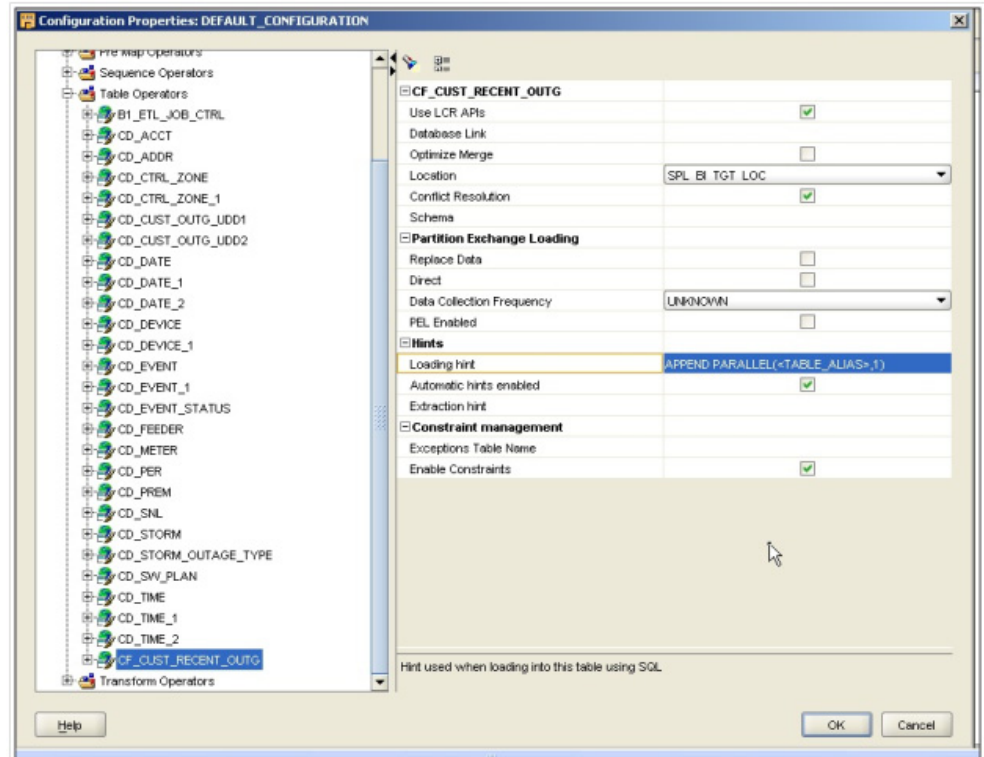 Configuration Properties: DEFAULT_CONFIGURATION
Pre Map Operators
Sequence Operators
Table Operators
B1_ETL_JOB_CTRL
CD_ACCT
CD_ADDR
CD_CTRL_ZONE
CD_CTRL_ZONE_1
CD_CUST_OUTG_UDD1
CD_CUST_OUTG_UDD2
CD_DATE
CD_DATE_1
CD_DATE_2
CD_DEVICE
CD_DEVICE_1
CD_EVENT
CD_EVENT_1
CD_EVENT_STATUS
CD_FEEDER
CD_METER
CD_PER
CD_PREM
CD_SNL
CD_STORM
CD_STORM_OUTAGE_TYPE
CD_SW_PLAN
CD_TIME
CD_TIME_1
CD_TIME_2
CF_CUST_RECENT_OUTG
Transform Operators
CF_CUST_RECENT_OUTG
Use LCR APIs
Database Link
Optimize Merge
Location SPL_BI_TGT_LOC
Conflict Resolution
Schema
Partition Exchange Loading
Replace Data
Direct
Data Collection Frequency UNKNOWN
PEL Enabled
Hints
Loading hint APPEND PARALLEL(<TABLE_ALIAS>,1)
Automatic hints enabled
Extraction hint
Constraint management
Exceptions Table Name
Enable Constraints
Hint used when loading into this table using SQL
Help OK Cancel